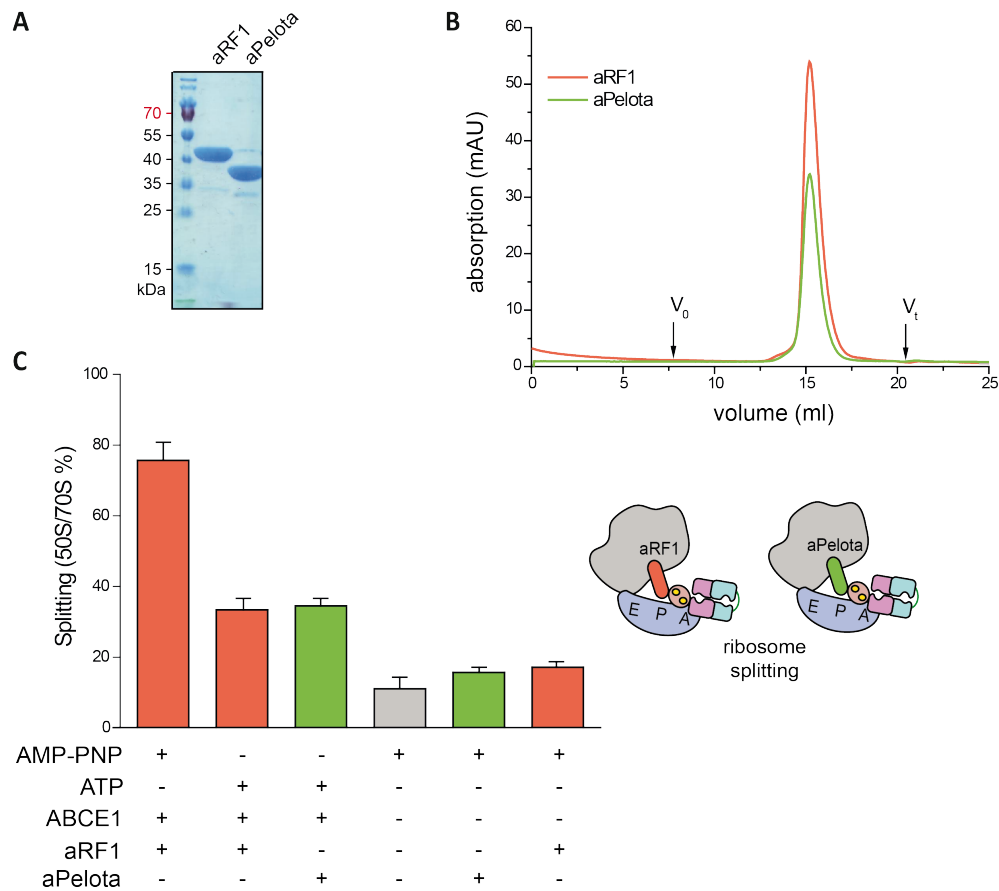 A
aRF1
aPelota
70
55
40
35
25
15
kDa
B
absorption (mAU)
60
50
40
30
20
10
0
aRF1
aPelota
V0
Vt
0 5 10 15 20 25
volume (ml)
C
Splitting (50S/70S %)
100
80
60
40
20
0
AMP-PNP + - - + + +
ATP - + + - - -
ABCE1 + + + - - -
aRF1 + + - - - +
aPelota - - + - + -
aRF1
E P A
aPelota
E P A
ribosome
splitting